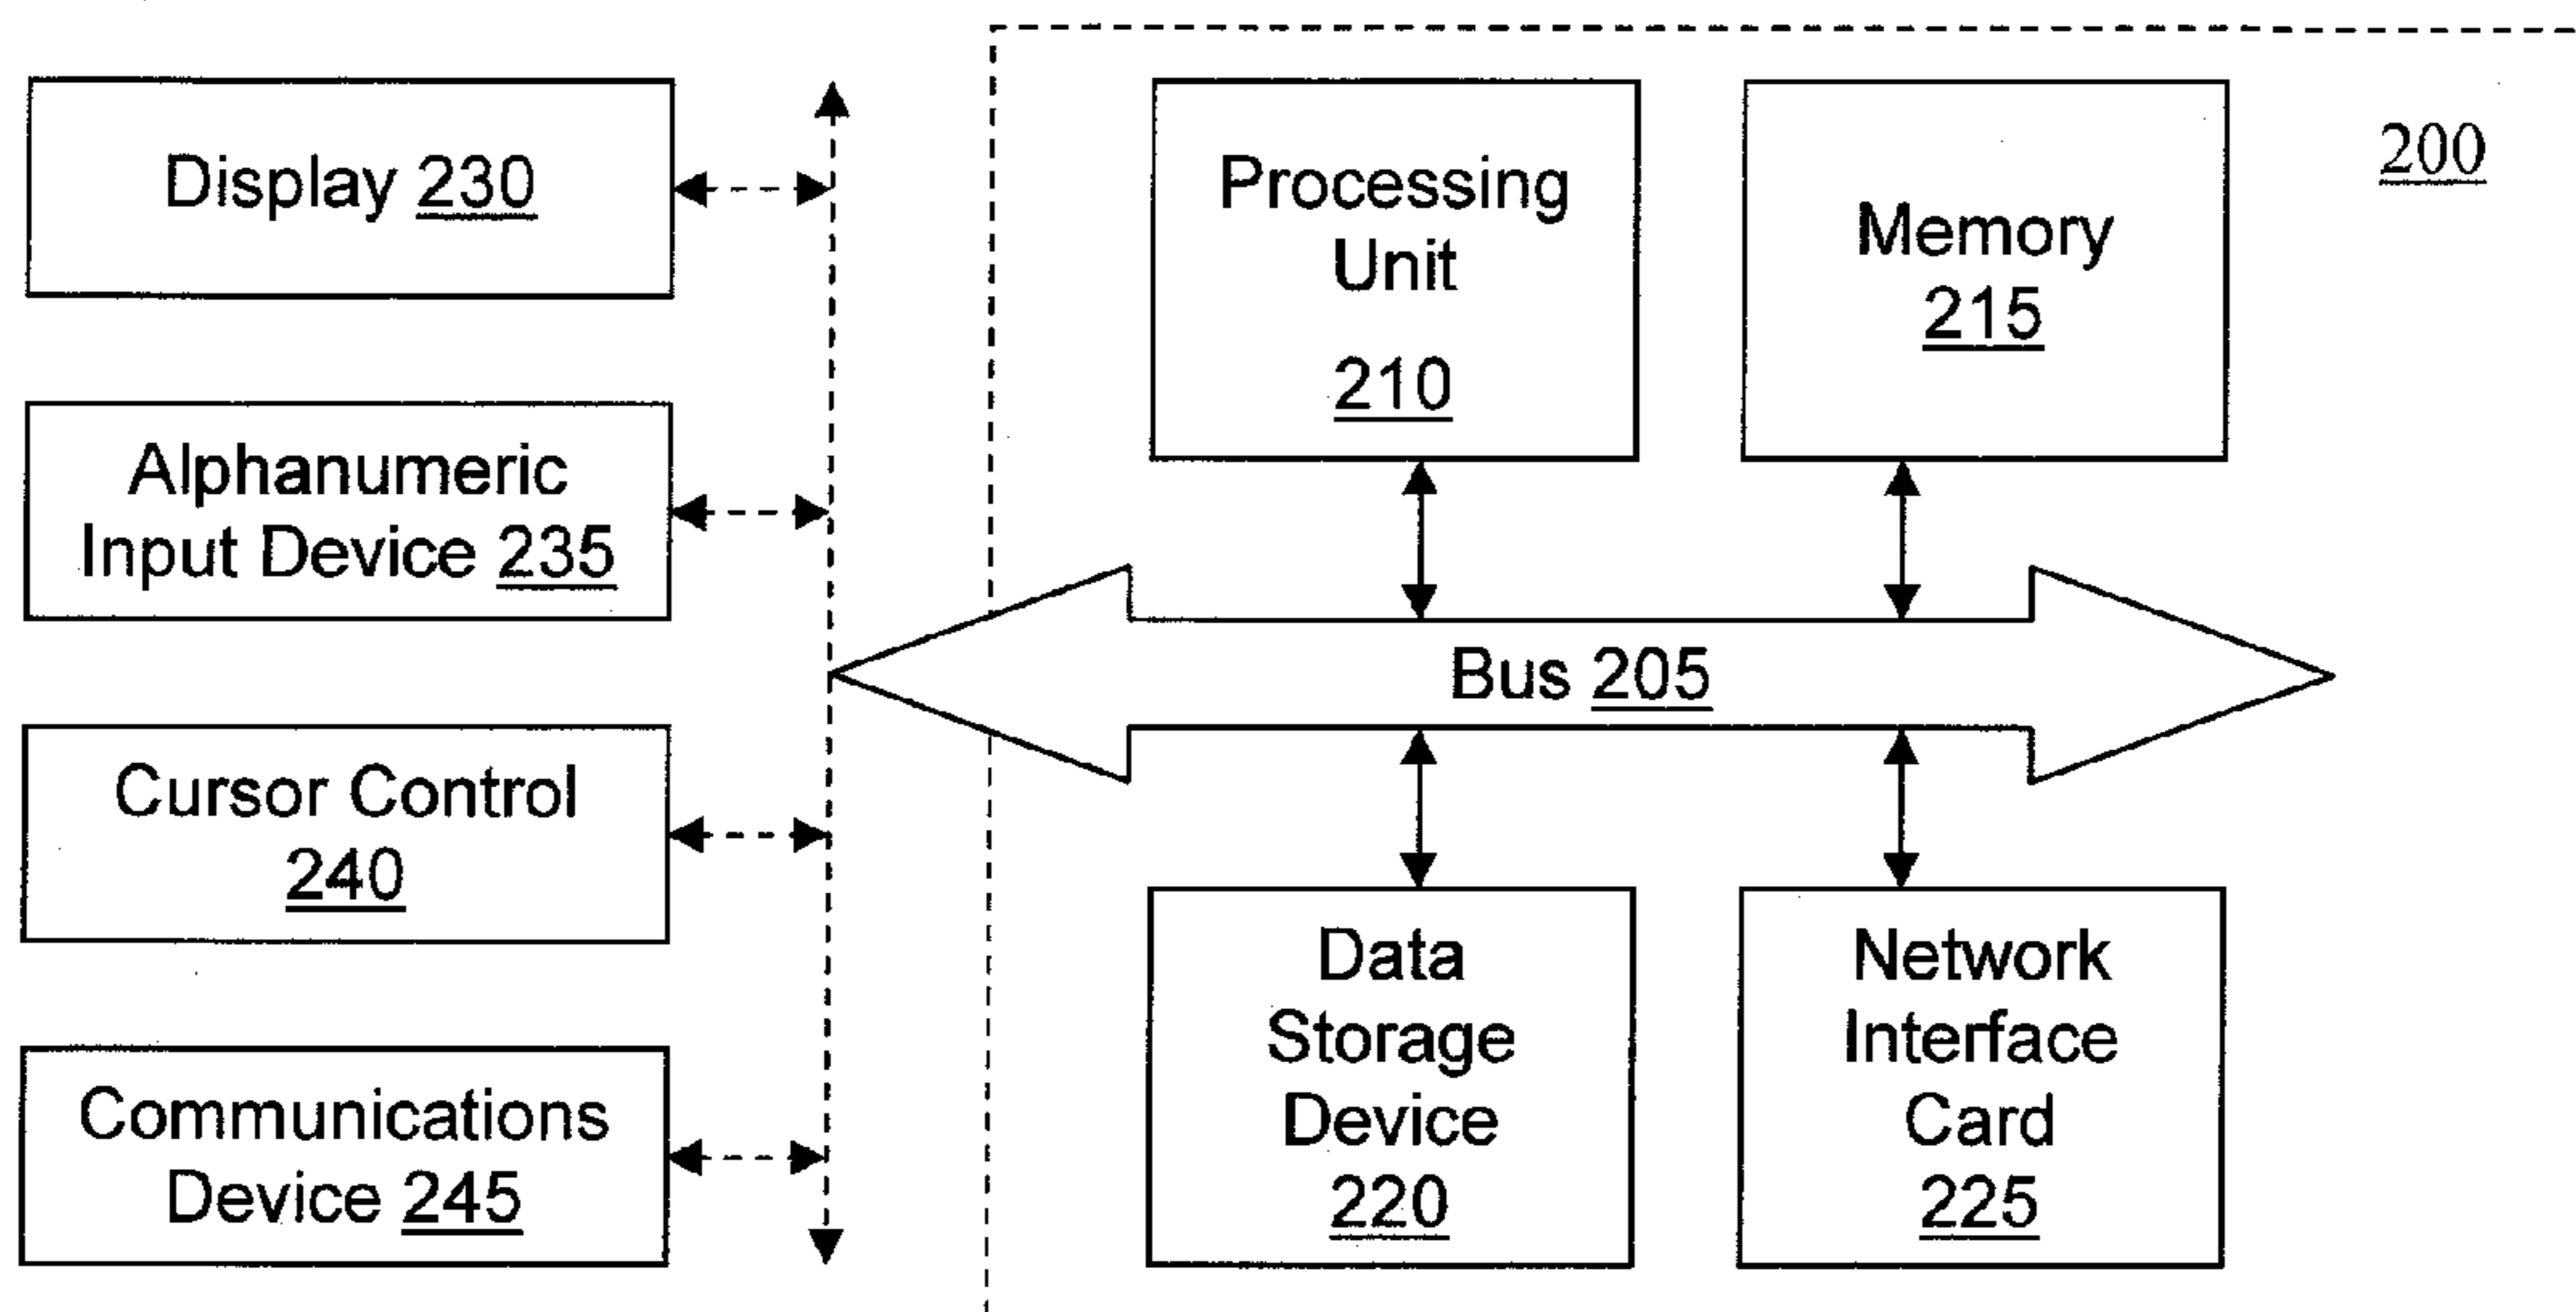 Display 230
Alphanumeric
Input Device 235
Cursor Control
240
Communications
Device 245
200
Processing
Unit
210
Memory
215
Bus 205
Data
Storage
Device
220
Network
Interface
Card
225